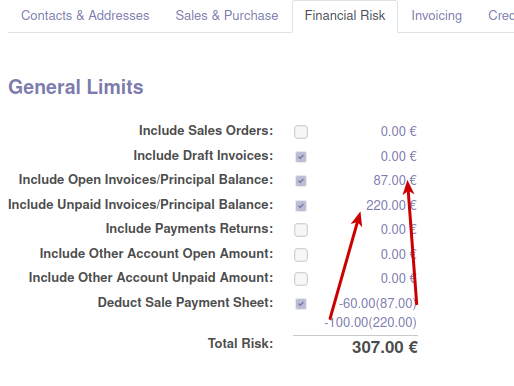 Contacts & Addresses Sales & Purchase Financial Risk Invoicing Cred
General Limits
Include Sales Orders: 0.00 €
Include Draft Invoices: 0.00 €
Include Open Invoices/Principal Balance: 87.00 €
Include Unpaid Invoices/Principal Balance: 220.00 €
Include Payments Returns: 0.00 €
Include Other Account Open Amount: 0.00 €
Include Other Account Unpaid Amount: 0.00 €
Deduct Sale Payment Sheet: -60.00(87.00)
-100.00(220.00)
Total Risk: 307.00 €